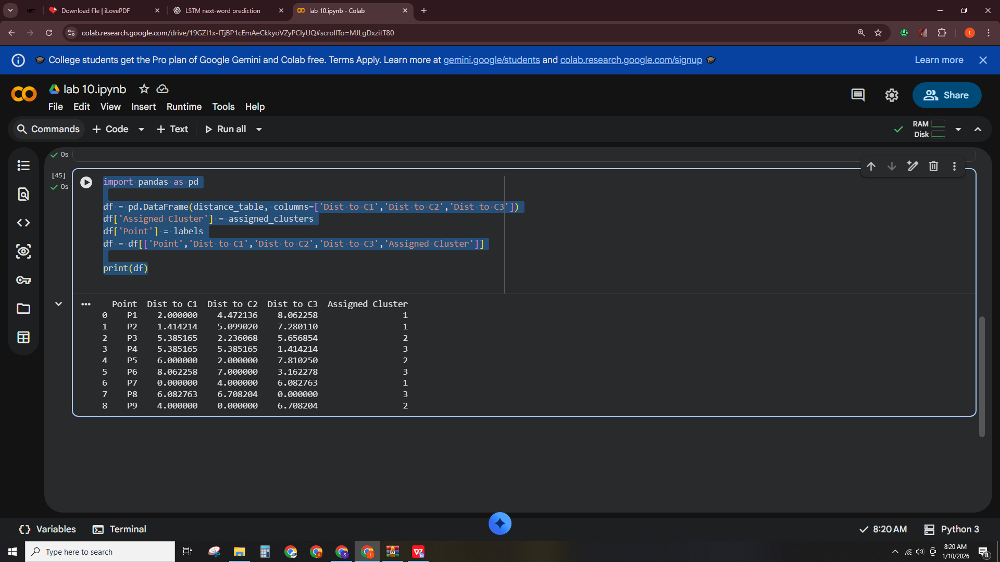 NIST
Download file | iLovePDF
LSTM next-word prediction
lab 10.ipynb - Colab
colab.research.google.com/drive/19GZI1x-ITjBP1cEmAeCkkyoVZyPCIyUQ#scrollTo=MJLgDxzitT80
t
🎓 College students get the Pro plan of Google Gemini and Colab free. Terms Apply. Learn more at gemini.google/students and colab.research.google.com/signup 🎓
Learn more
lab 10.ipynb
File Edit View Insert Runtime Tools Help
Share
Commands + Code + Text Run all
RAM
Disk
0s
[45]
0s
import pandas as pd
df = pd.DataFrame(distance_table, columns=['Dist to C1','Dist to C2','Dist to C3'])
df['Assigned Cluster'] = assigned_clusters
df['Point'] = labels
df = df[['Point','Dist to C1','Dist to C2','Dist to C3','Assigned Cluster']]
print(df)
Point Dist to C1 Dist to C2 Dist to C3 Assigned Cluster
0 P1 2.000000 4.472136 8.062258 1
1 P2 1.414214 5.099020 7.280110 1
2 P3 5.385165 2.236068 5.656854 2
3 P4 5.385165 5.385165 1.414214 3
4 P5 6.000000 2.000000 7.810250 2
5 P6 8.062258 7.000000 3.162278 3
6 P7 0.000000 4.000000 6.082763 1
7 P8 6.082763 6.708204 0.000000 3
8 P9 4.000000 0.000000 6.708204 2
Variables
Terminal
8:20 AM
Python 3
Type here to search
8:20 AM
1/10/2026
8